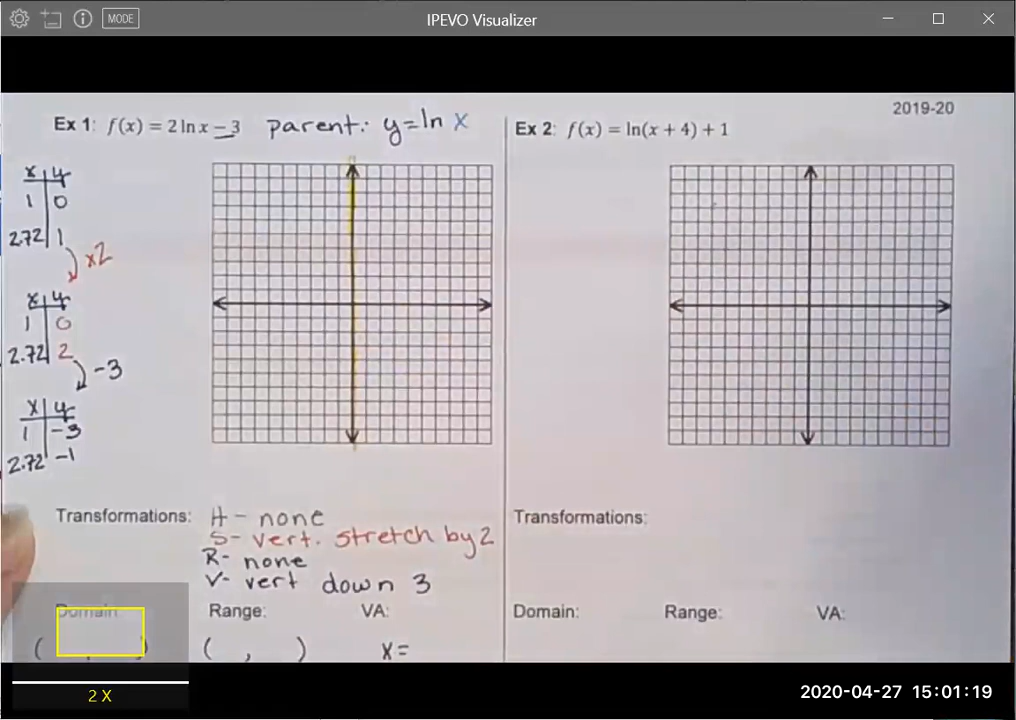 IPEVO Visualizer
MODE
2019-20
Ex 1: f(x) = 2 ln x − 3 parent: y = ln x
x | y
1 | 0
2.72 | 1
x2
x | y
1 | 0
2.72 | 2
-3
x | y
1 | -3
2.72 | -1
Transformations: H - none
S - vert. stretch by 2
R - none
V - vert down 3
Domain: Range: VA:
( , ) ( , ) x =
Ex 2: f(x) = ln(x + 4) + 1
Transformations:
Domain: Range: VA:
2 X
2020-04-27 15:01:19